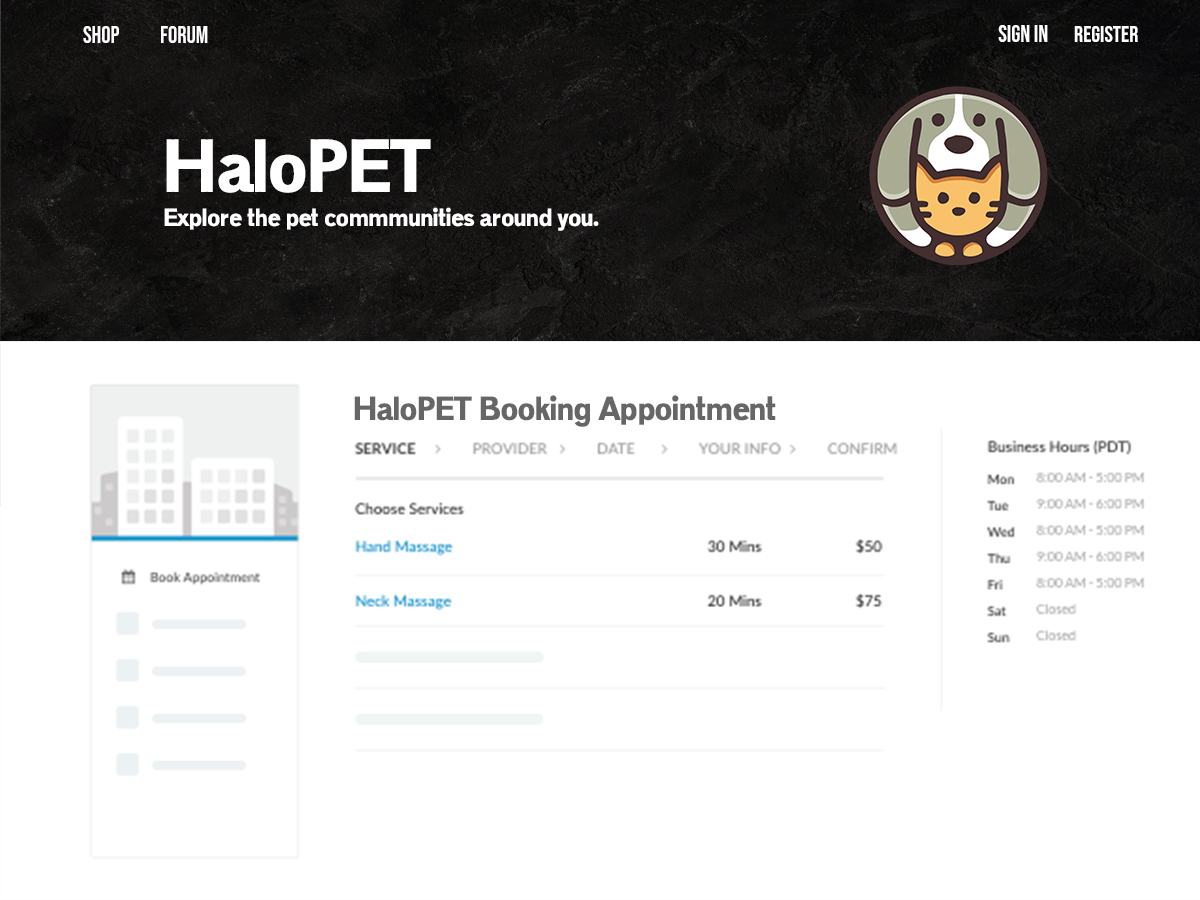 SHOP FORUM SIGN IN REGISTER
HaloPET
Explore the pet commmunities around you.
HaloPET Booking Appointment
SERVICE > PROVIDER > DATE > YOUR INFO > CONFIRM
Choose Services
Hand Massage 30 Mins $50
Neck Massage 20 Mins $75
Book Appointment
Business Hours (PDT)
Mon 8:00 AM - 5:00 PM
Tue 9:00 AM - 6:00 PM
Wed 8:00 AM - 5:00 PM
Thu 9:00 AM - 6:00 PM
Fri 8:00 AM - 5:00 PM
Sat Closed
Sun Closed